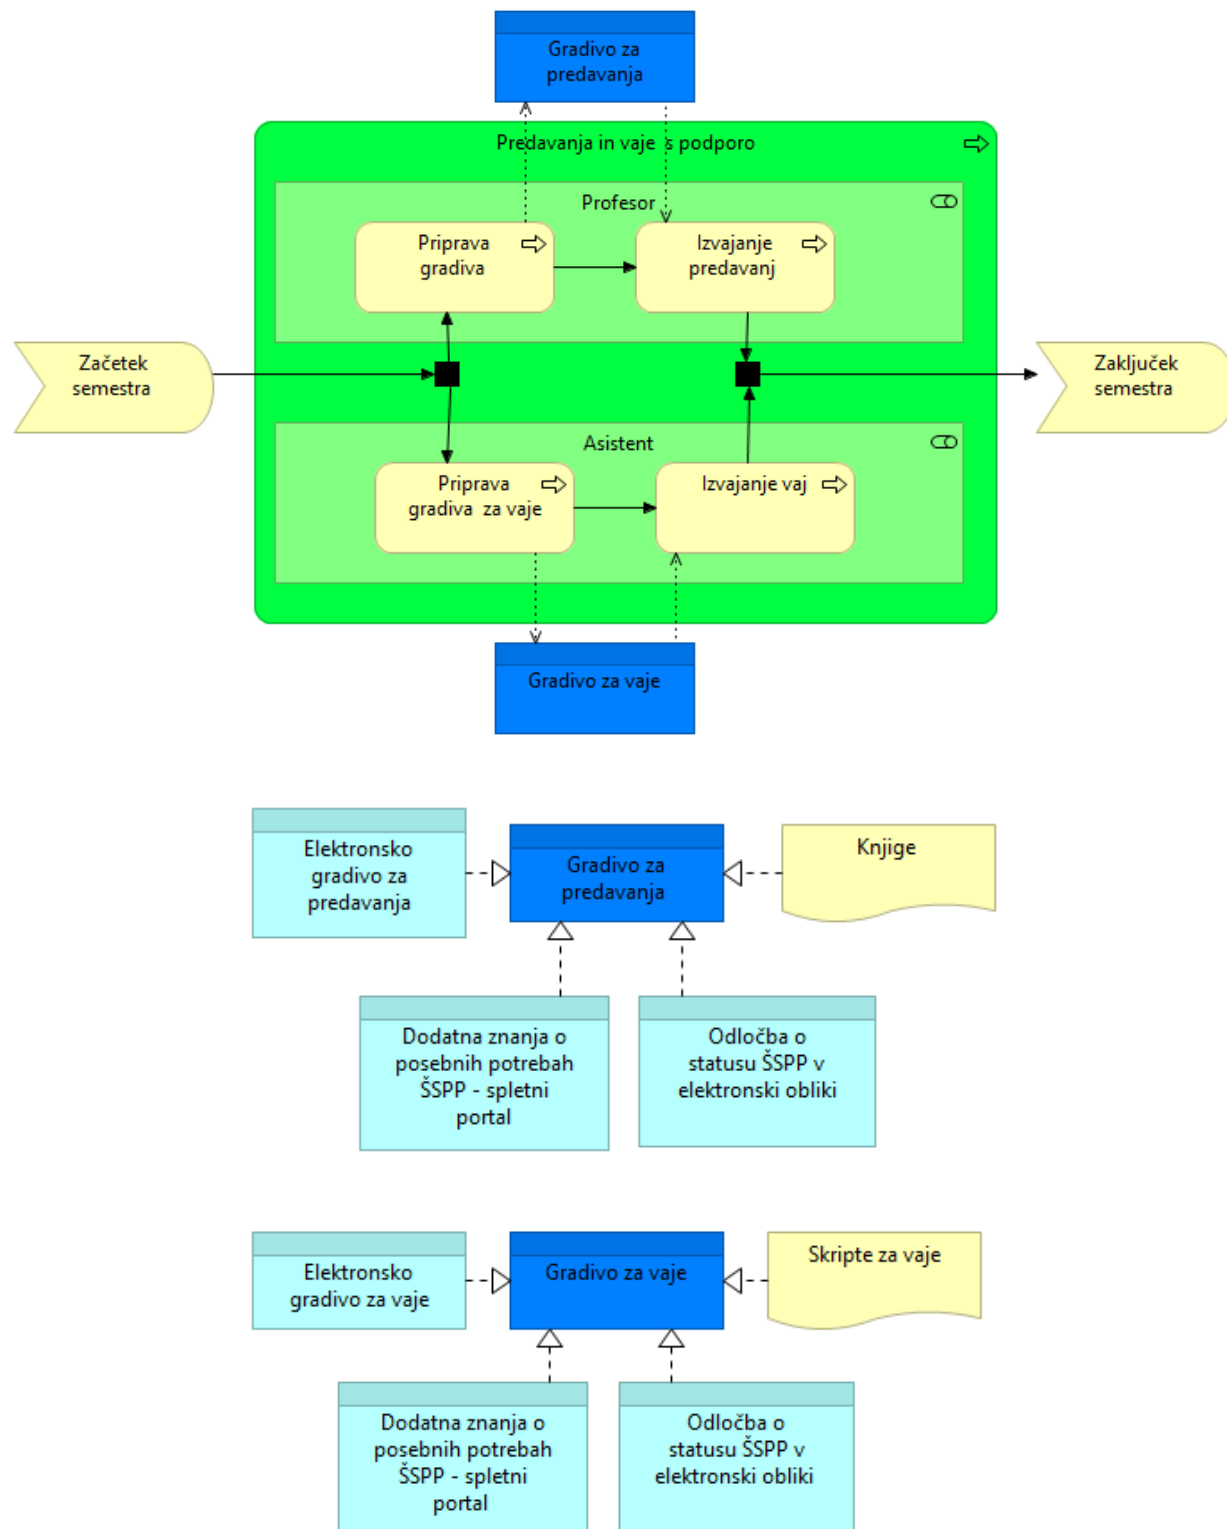 Gradivo za
predavanja
Predavanja in vaje  s podporo
Profesor
Priprava
gradiva
Izvajanje
predavanj
Začetek
semestra
Zaključek
semestra
Asistent
Priprava
gradiva  za vaje
Izvajanje vaj
Gradivo za vaje
Elektronsko
gradivo za
predavanja
Gradivo za
predavanja
Knjige
Dodatna znanja o
posebnih potrebah
ŠSPP - spletni
portal
Odločba o
statusu ŠSPP v
elektronski obliki
Elektronsko
gradivo za vaje
Gradivo za vaje
Skripte za vaje
Dodatna znanja o
posebnih potrebah
ŠSPP - spletni
portal
Odločba o
statusu ŠSPP v
elektronski obliki